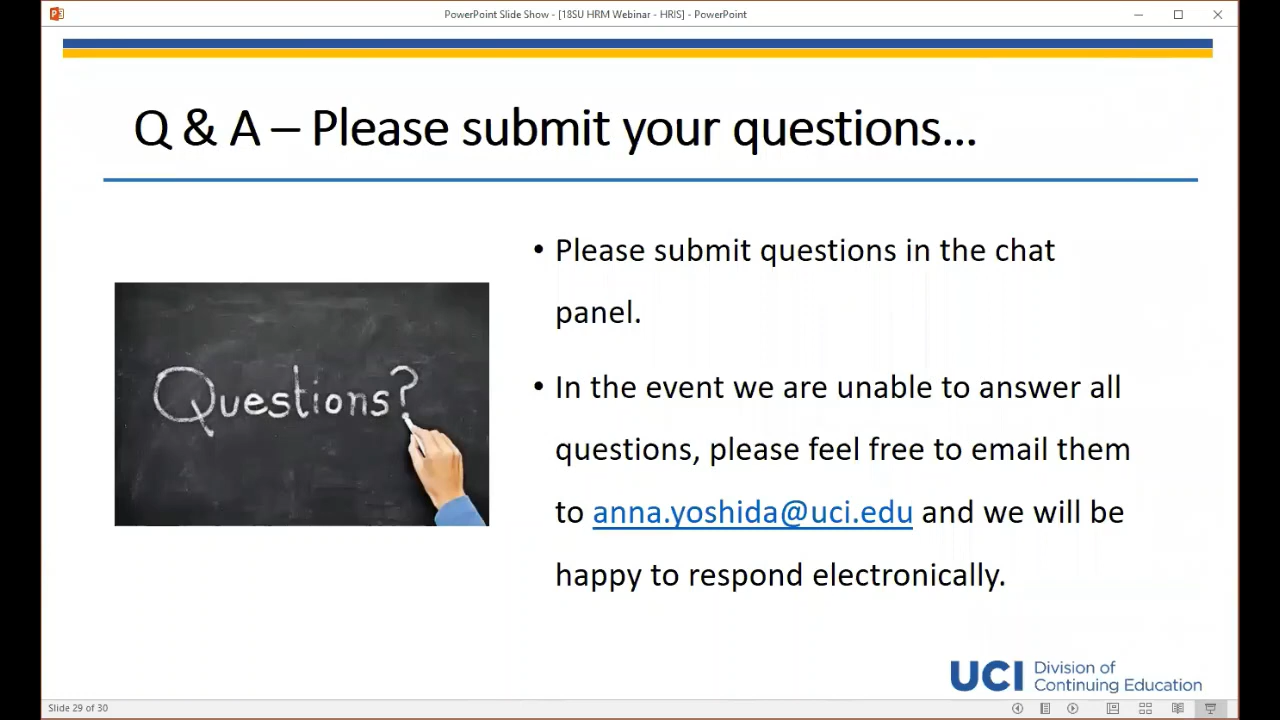 PowerPoint Slide Show - [18SU HRM Webinar - HRIS] - PowerPoint
Q & A – Please submit your questions...
• Please submit questions in the chat
panel.
Questions?
• In the event we are unable to answer all
questions, please feel free to email them
to anna.yoshida@uci.edu and we will be
happy to respond electronically.
UCI Division of
Continuing Education
Slide 29 of 30